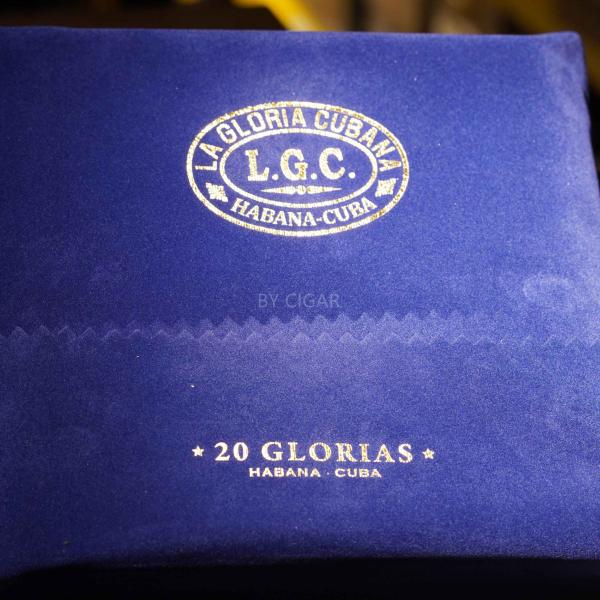 LA GLORIA CUBANA
L.G.C.
HABANA-CUBA
BY CIGAR
★ 20 GLORIAS ★
HABANA · CUBA